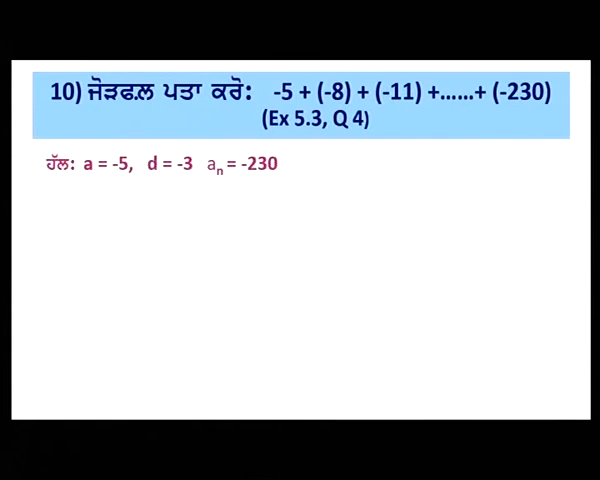 10) ਜੋੜਫਲ਼ ਪਤਾ ਕਰੋ: -5 + (-8) + (-11) +......+ (-230)
(Ex 5.3, Q 4)
ਹੱਲ: a = -5, d = -3 aₙ = -230